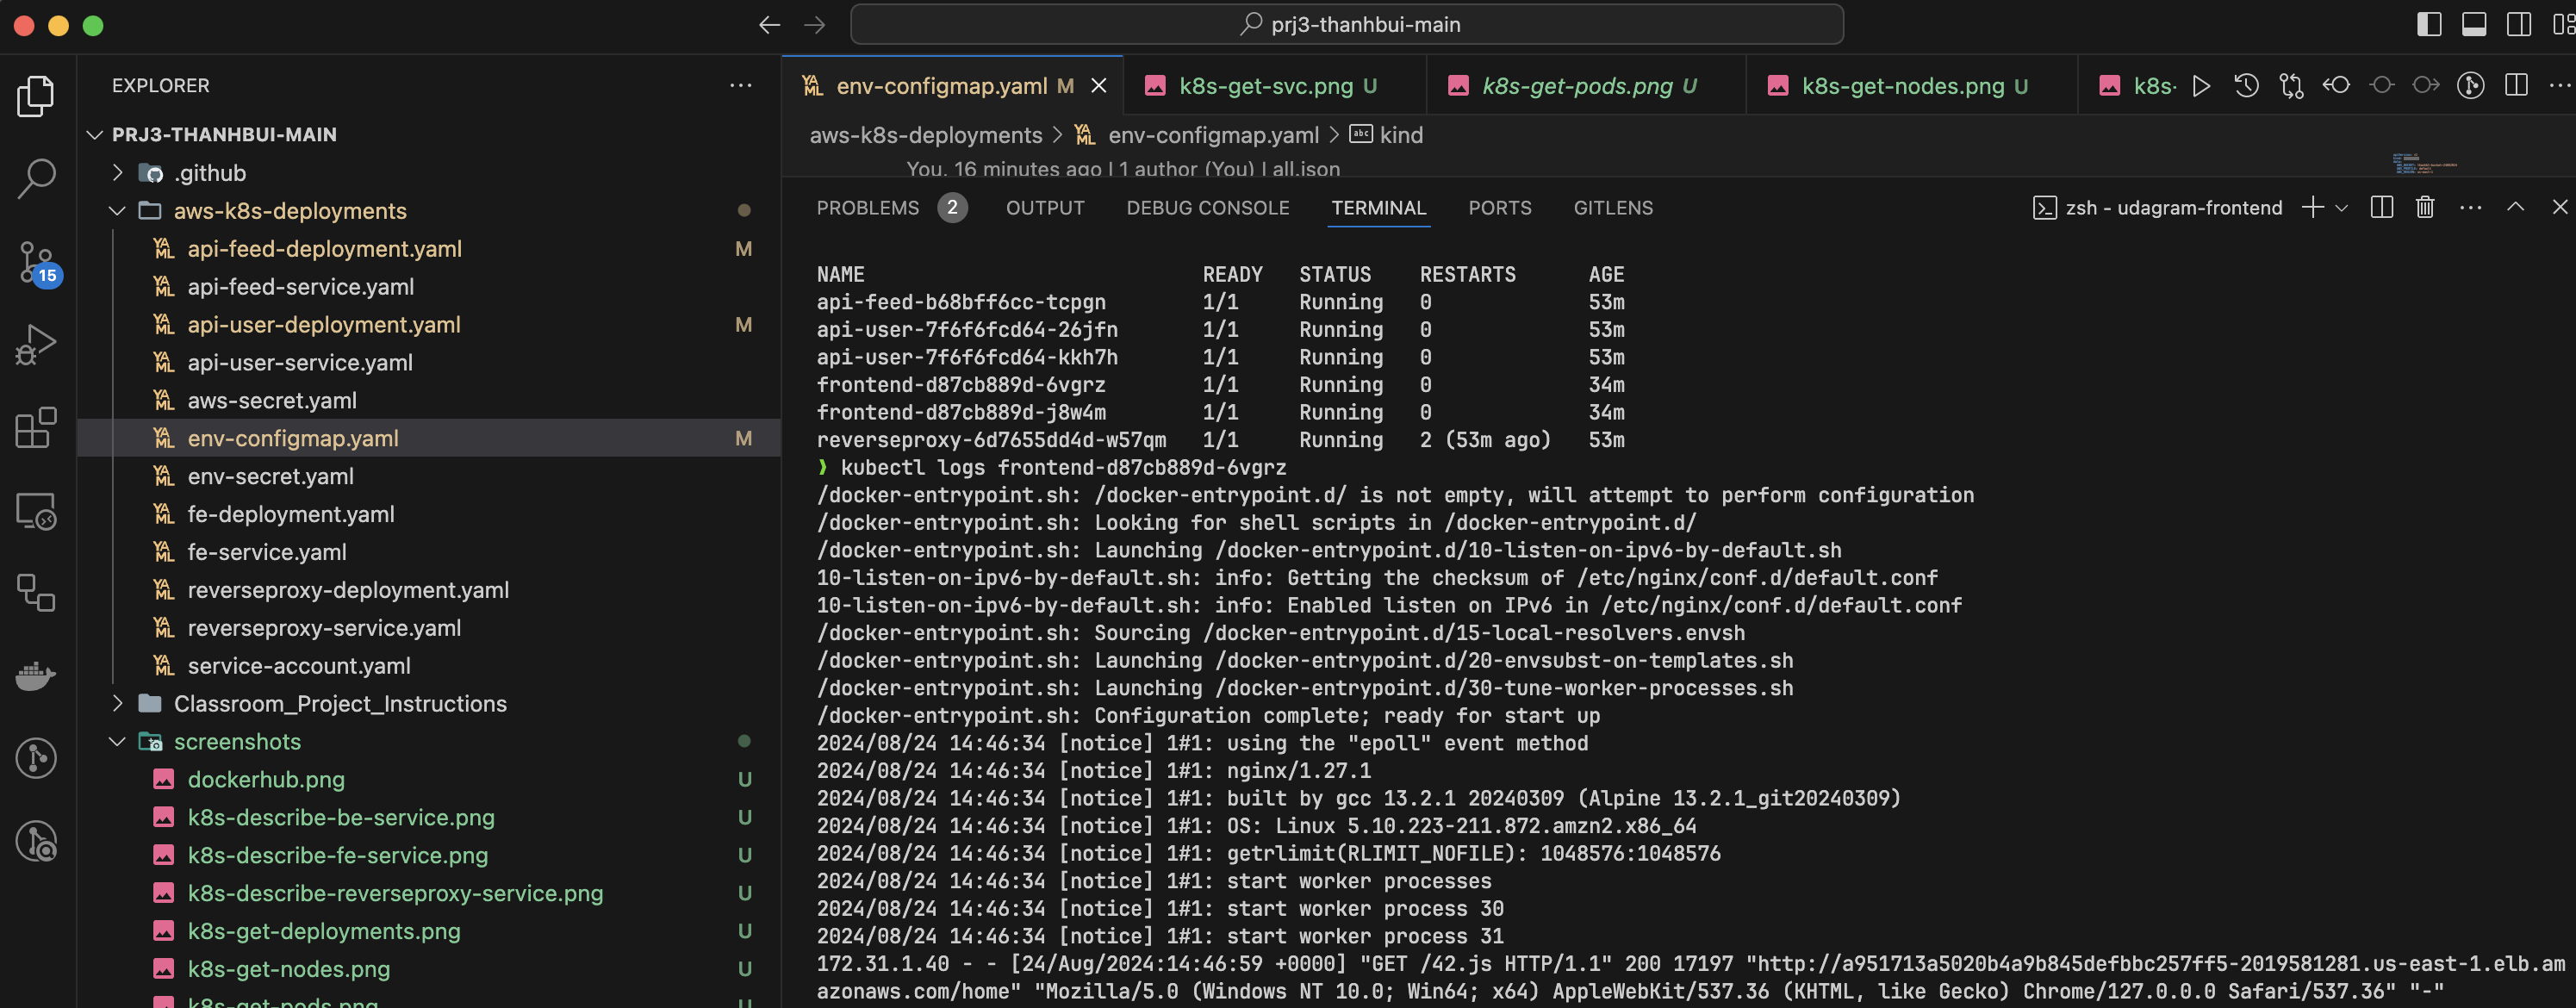 prj3-thanhbui-main
EXPLORER
PRJ3-THANHBUI-MAIN
.github
aws-k8s-deployments
api-feed-deployment.yaml M
api-feed-service.yaml
api-user-deployment.yaml M
api-user-service.yaml
aws-secret.yaml
env-configmap.yaml M
env-secret.yaml
fe-deployment.yaml
fe-service.yaml
reverseproxy-deployment.yaml
reverseproxy-service.yaml
service-account.yaml
Classroom_Project_Instructions
screenshots
dockerhub.png U
k8s-describe-be-service.png U
k8s-describe-fe-service.png U
k8s-describe-reverseproxy-service.png U
k8s-get-deployments.png U
k8s-get-nodes.png U
k8s-get-pods.png U
15
env-configmap.yaml M k8s-get-svc.png U k8s-get-pods.png U k8s-get-nodes.png U k8s-
aws-k8s-deployments > env-configmap.yaml > abc kind
You, 16 minutes ago | 1 author (You) | all.json
PROBLEMS 2 OUTPUT DEBUG CONSOLE TERMINAL PORTS GITLENS zsh - udagram-frontend
NAME READY STATUS RESTARTS AGE
api-feed-b68bff6cc-tcpgn 1/1 Running 0 53m
api-user-7f6f6fcd64-26jfn 1/1 Running 0 53m
api-user-7f6f6fcd64-kkh7h 1/1 Running 0 53m
frontend-d87cb889d-6vgrz 1/1 Running 0 34m
frontend-d87cb889d-j8w4m 1/1 Running 0 34m
reverseproxy-6d7655dd4d-w57qm 1/1 Running 2 (53m ago) 53m
❯ kubectl logs frontend-d87cb889d-6vgrz
/docker-entrypoint.sh: /docker-entrypoint.d/ is not empty, will attempt to perform configuration
/docker-entrypoint.sh: Looking for shell scripts in /docker-entrypoint.d/
/docker-entrypoint.sh: Launching /docker-entrypoint.d/10-listen-on-ipv6-by-default.sh
10-listen-on-ipv6-by-default.sh: info: Getting the checksum of /etc/nginx/conf.d/default.conf
10-listen-on-ipv6-by-default.sh: info: Enabled listen on IPv6 in /etc/nginx/conf.d/default.conf
/docker-entrypoint.sh: Sourcing /docker-entrypoint.d/15-local-resolvers.envsh
/docker-entrypoint.sh: Launching /docker-entrypoint.d/20-envsubst-on-templates.sh
/docker-entrypoint.sh: Launching /docker-entrypoint.d/30-tune-worker-processes.sh
/docker-entrypoint.sh: Configuration complete; ready for start up
2024/08/24 14:46:34 [notice] 1#1: using the "epoll" event method
2024/08/24 14:46:34 [notice] 1#1: nginx/1.27.1
2024/08/24 14:46:34 [notice] 1#1: built by gcc 13.2.1 20240309 (Alpine 13.2.1_git20240309)
2024/08/24 14:46:34 [notice] 1#1: OS: Linux 5.10.223-211.872.amzn2.x86_64
2024/08/24 14:46:34 [notice] 1#1: getrlimit(RLIMIT_NOFILE): 1048576:1048576
2024/08/24 14:46:34 [notice] 1#1: start worker processes
2024/08/24 14:46:34 [notice] 1#1: start worker process 30
2024/08/24 14:46:34 [notice] 1#1: start worker process 31
172.31.1.40 - - [24/Aug/2024:14:46:59 +0000] "GET /42.js HTTP/1.1" 200 17197 "http://a951713a5020b4a9b845defbbc257ff5-2019581281.us-east-1.elb.am
azonaws.com/home" "Mozilla/5.0 (Windows NT 10.0; Win64; x64) AppleWebKit/537.36 (KHTML, like Gecko) Chrome/127.0.0.0 Safari/537.36" "-"